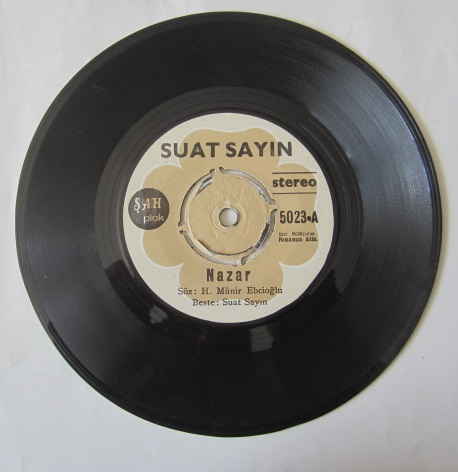 SUAT SAYIN
stereo
ŞAH
plak
5023-A
Nazar
Söz: H. Münir Ebcioğlu
Beste: Suat Sayın